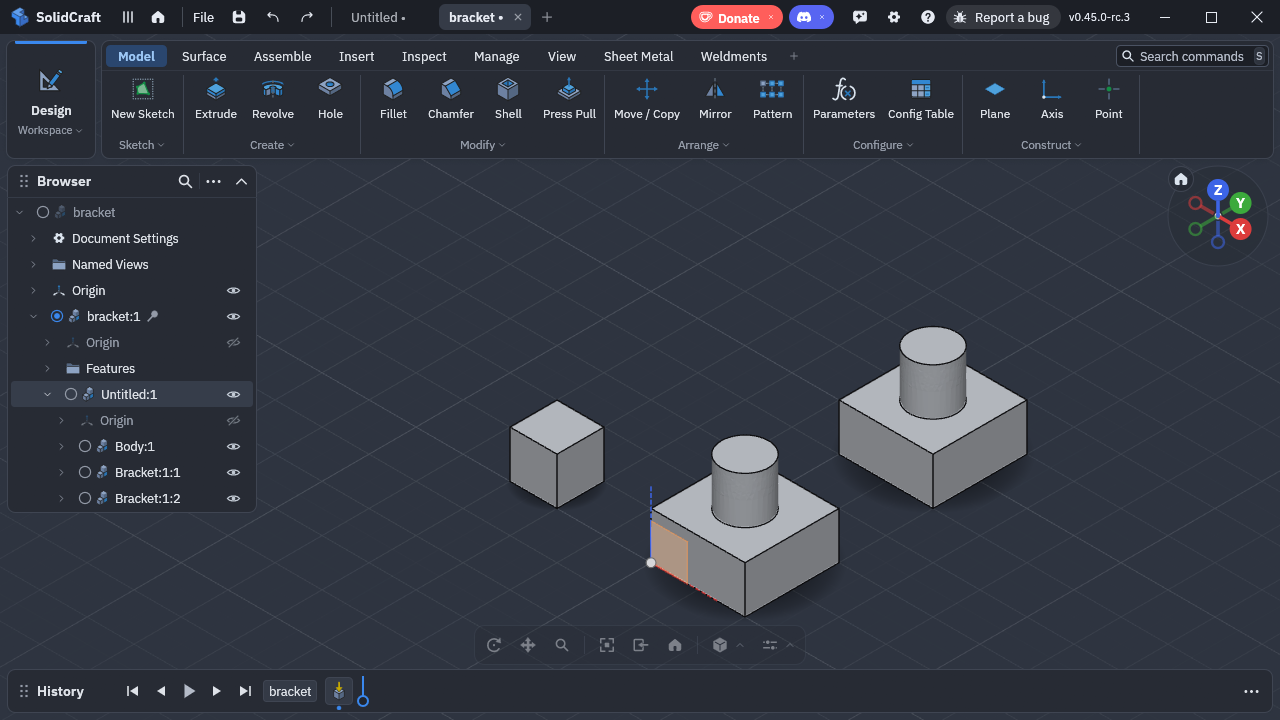 SolidCraft
File
Untitled •
bracket •
Donate
Report a bug
v0.45.0-rc.3
Design
Workspace
Model
Surface
Assemble
Insert
Inspect
Manage
View
Sheet Metal
Weldments
Search commands
S
New Sketch
Extrude
Revolve
Hole
Fillet
Chamfer
Shell
Press Pull
Move / Copy
Mirror
Pattern
Parameters
Config Table
Plane
Axis
Point
Sketch
Create
Modify
Arrange
Configure
Construct
Browser
bracket
Document Settings
Named Views
Origin
bracket:1
Origin
Features
Untitled:1
Origin
Body:1
Bracket:1:1
Bracket:1:2
Z
Y
X
History
bracket